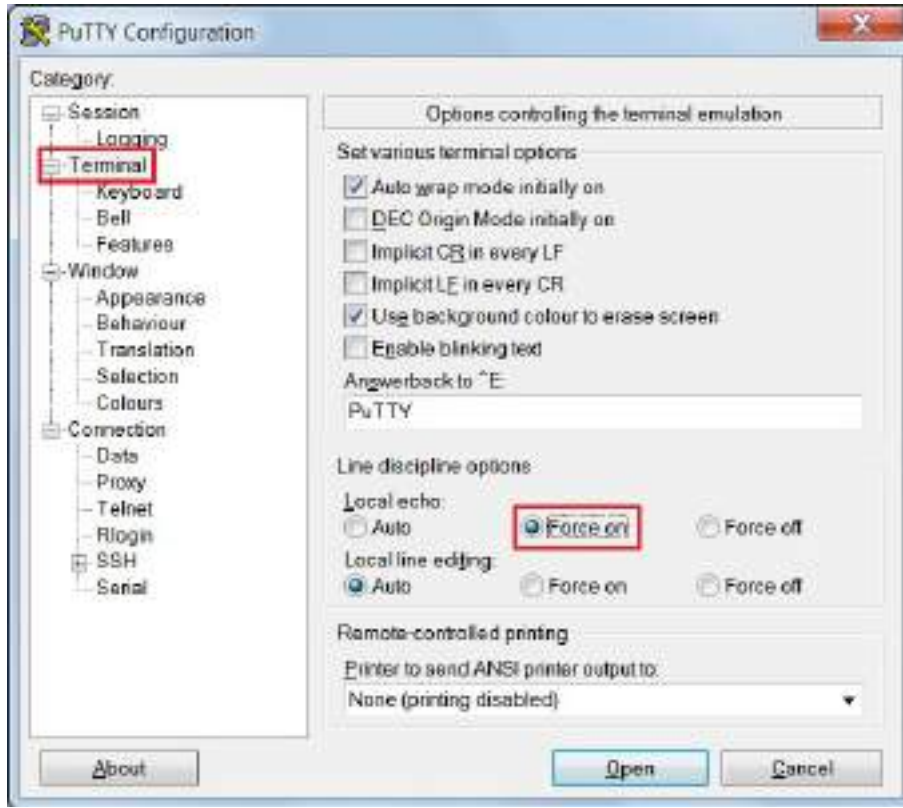 PuTTY Configuration
Category:
Session
Logging
Terminal
Keyboard
Bell
Features
Window
Appearance
Behaviour
Translation
Selection
Colours
Connection
Data
Proxy
Telnet
Rlogin
SSH
Serial
Options controlling the terminal emulation
Set various terminal options
Auto wrap mode initially on
DEC Origin Mode initially on
Implicit CR in every LF
Implicit LF in every CR
Use background colour to erase screen
Enable blinking text
Answerback to ^E:
PuTTY
Line discipline options
Local echo:
Auto Force on Force off
Local line editing:
Auto Force on Force off
Remote-controlled printing
Printer to send ANSI printer output to:
None (printing disabled)
About Open Cancel